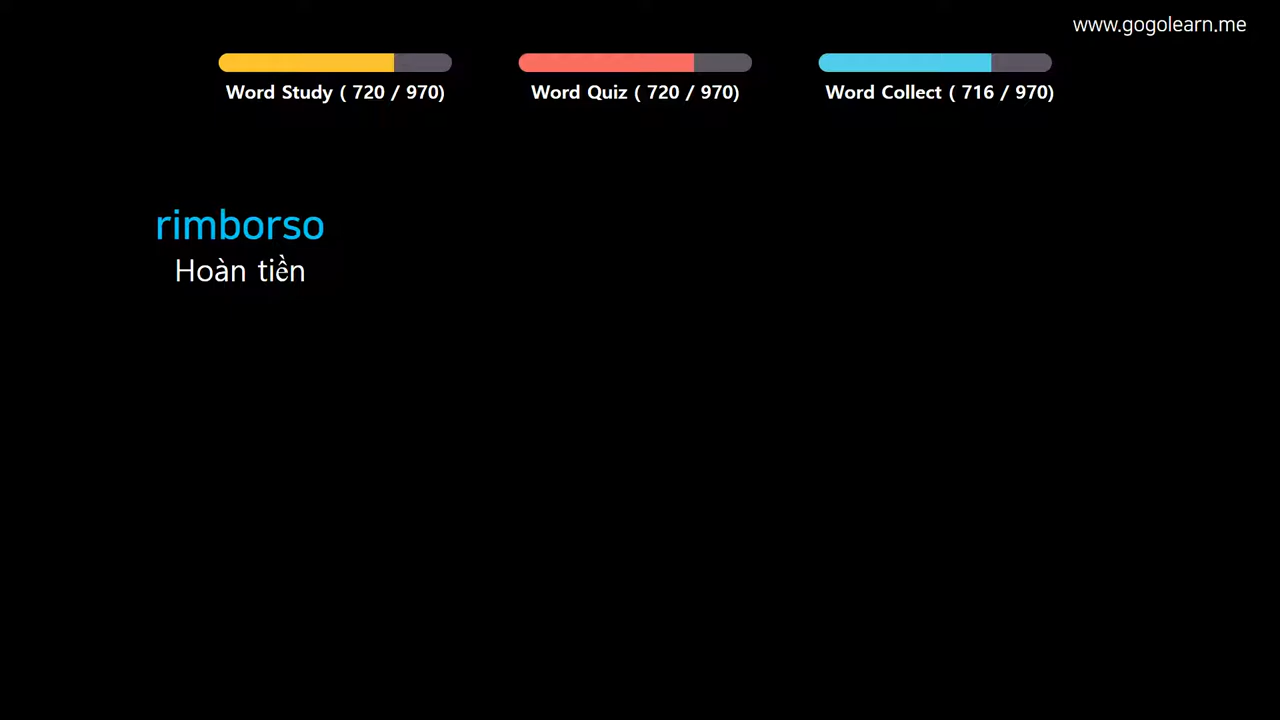 www.gogolearn.me
Word Study ( 720 / 970)
Word Quiz ( 720 / 970)
Word Collect ( 716 / 970)
rimborso
Hoàn tiền